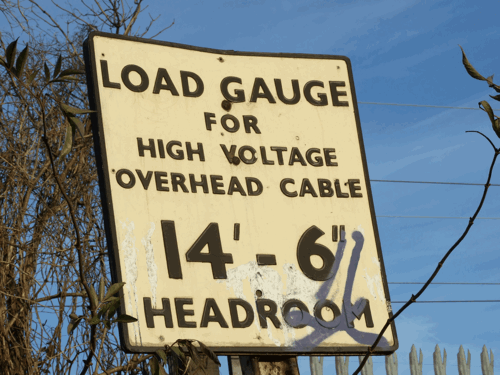 LOAD GAUGE
FOR
HIGH VOLTAGE
OVERHEAD CABLE
14' - 6"
HEADROOM